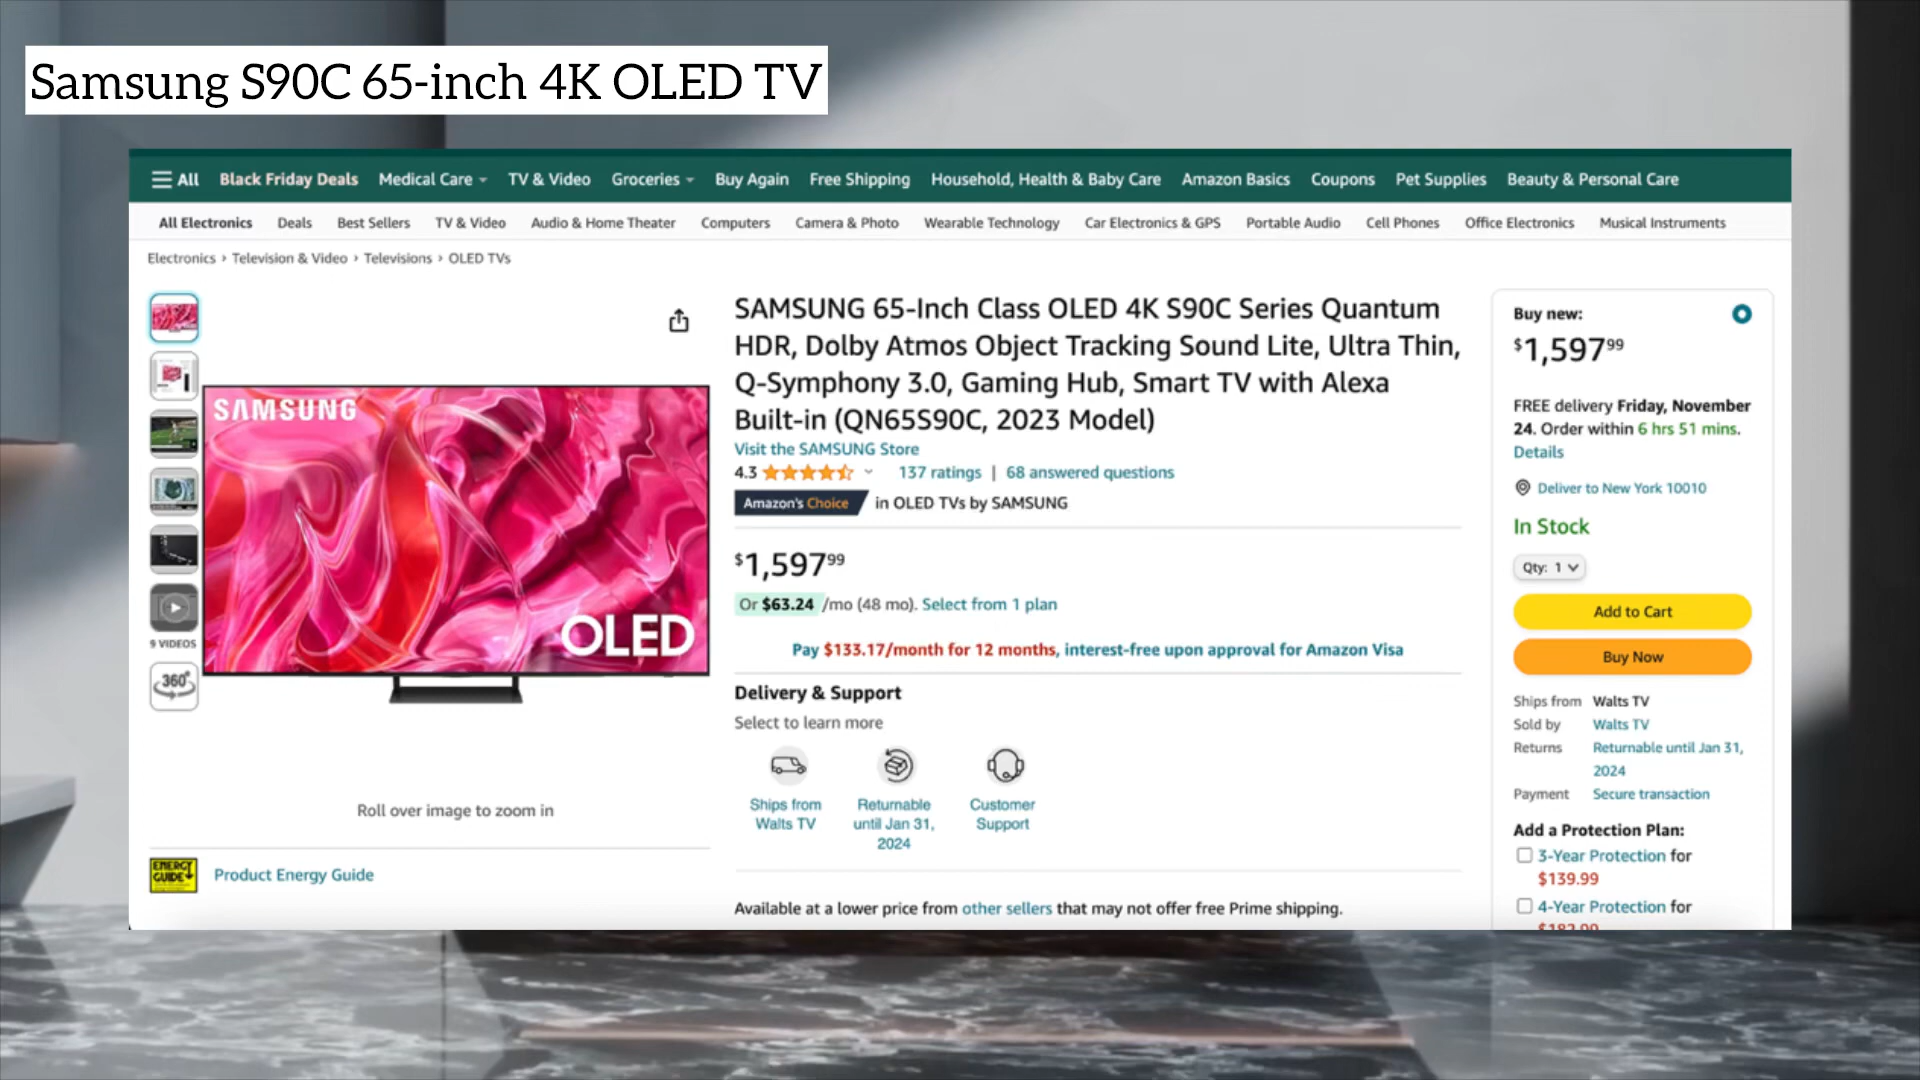 Samsung S90C 65-inch 4K OLED TV
All Black Friday Deals Medical Care TV & Video Groceries Buy Again Free Shipping Household, Health & Baby Care Amazon Basics Coupons Pet Supplies Beauty & Personal Care
All Electronics Deals Best Sellers TV & Video Audio & Home Theater Computers Camera & Photo Wearable Technology Car Electronics & GPS Portable Audio Cell Phones Office Electronics Musical Instruments
Electronics › Television & Video › Televisions › OLED TVs
SAMSUNG
OLED
9 VIDEOS
360°
Roll over image to zoom in
ENERGY
GUIDE
Product Energy Guide
SAMSUNG 65-Inch Class OLED 4K S90C Series Quantum
HDR, Dolby Atmos Object Tracking Sound Lite, Ultra Thin,
Q-Symphony 3.0, Gaming Hub, Smart TV with Alexa
Built-in (QN65S90C, 2023 Model)
Visit the SAMSUNG Store
4.3 137 ratings | 68 answered questions
Amazon's Choice in OLED TVs by SAMSUNG
$1,597 99
Or $63.24 /mo (48 mo). Select from 1 plan
Pay $133.17/month for 12 months, interest-free upon approval for Amazon Visa
Delivery & Support
Select to learn more
Ships from
Walts TV
Returnable
until Jan 31,
2024
Customer
Support
Available at a lower price from other sellers that may not offer free Prime shipping.
Buy new:
$1,597 99
FREE delivery Friday, November
24. Order within 6 hrs 51 mins.
Details
Deliver to New York 10010
In Stock
Qty: 1
Add to Cart
Buy Now
Ships from Walts TV
Sold by Walts TV
Returns Returnable until Jan 31,
2024
Payment Secure transaction
Add a Protection Plan:
3-Year Protection for
$139.99
4-Year Protection for